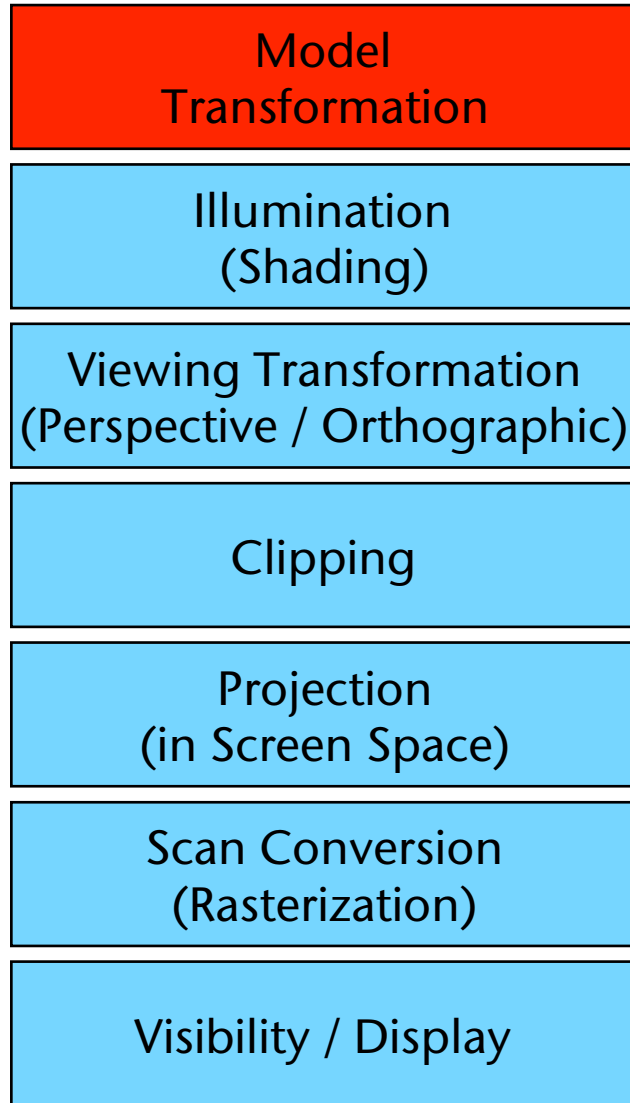 Model
Transformation
Illumination
(Shading)
Viewing Transformation
(Perspective / Orthographic)
Clipping
Projection
(in Screen Space)
Scan Conversion
(Rasterization)
Visibility / Display